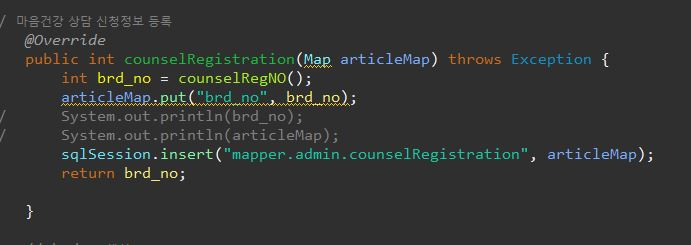 / 마음건강 상담 신청정보 등록
@Override
public int counselRegistration(Map articleMap) throws Exception {
int brd_no = counselRegNO();
articleMap.put("brd_no", brd_no);
/ System.out.println(brd_no);
/ System.out.println(articleMap);
sqlSession.insert("mapper.admin.counselRegistration", articleMap);
return brd_no;
}